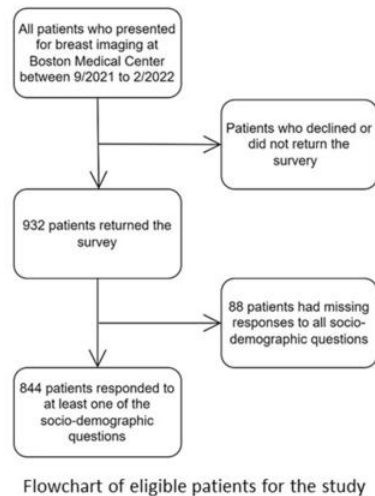 All patients who presented
for breast imaging at
Boston Medical Center
between 9/2021 to 2/2022
Patients who declined or
did not return the
survery
932 patients returned the
survey
88 patients had missing
responses to all socio-
demographic questions
844 patients responded to
at least one of the
socio-demographic
questions
Flowchart of eligible patients for the study